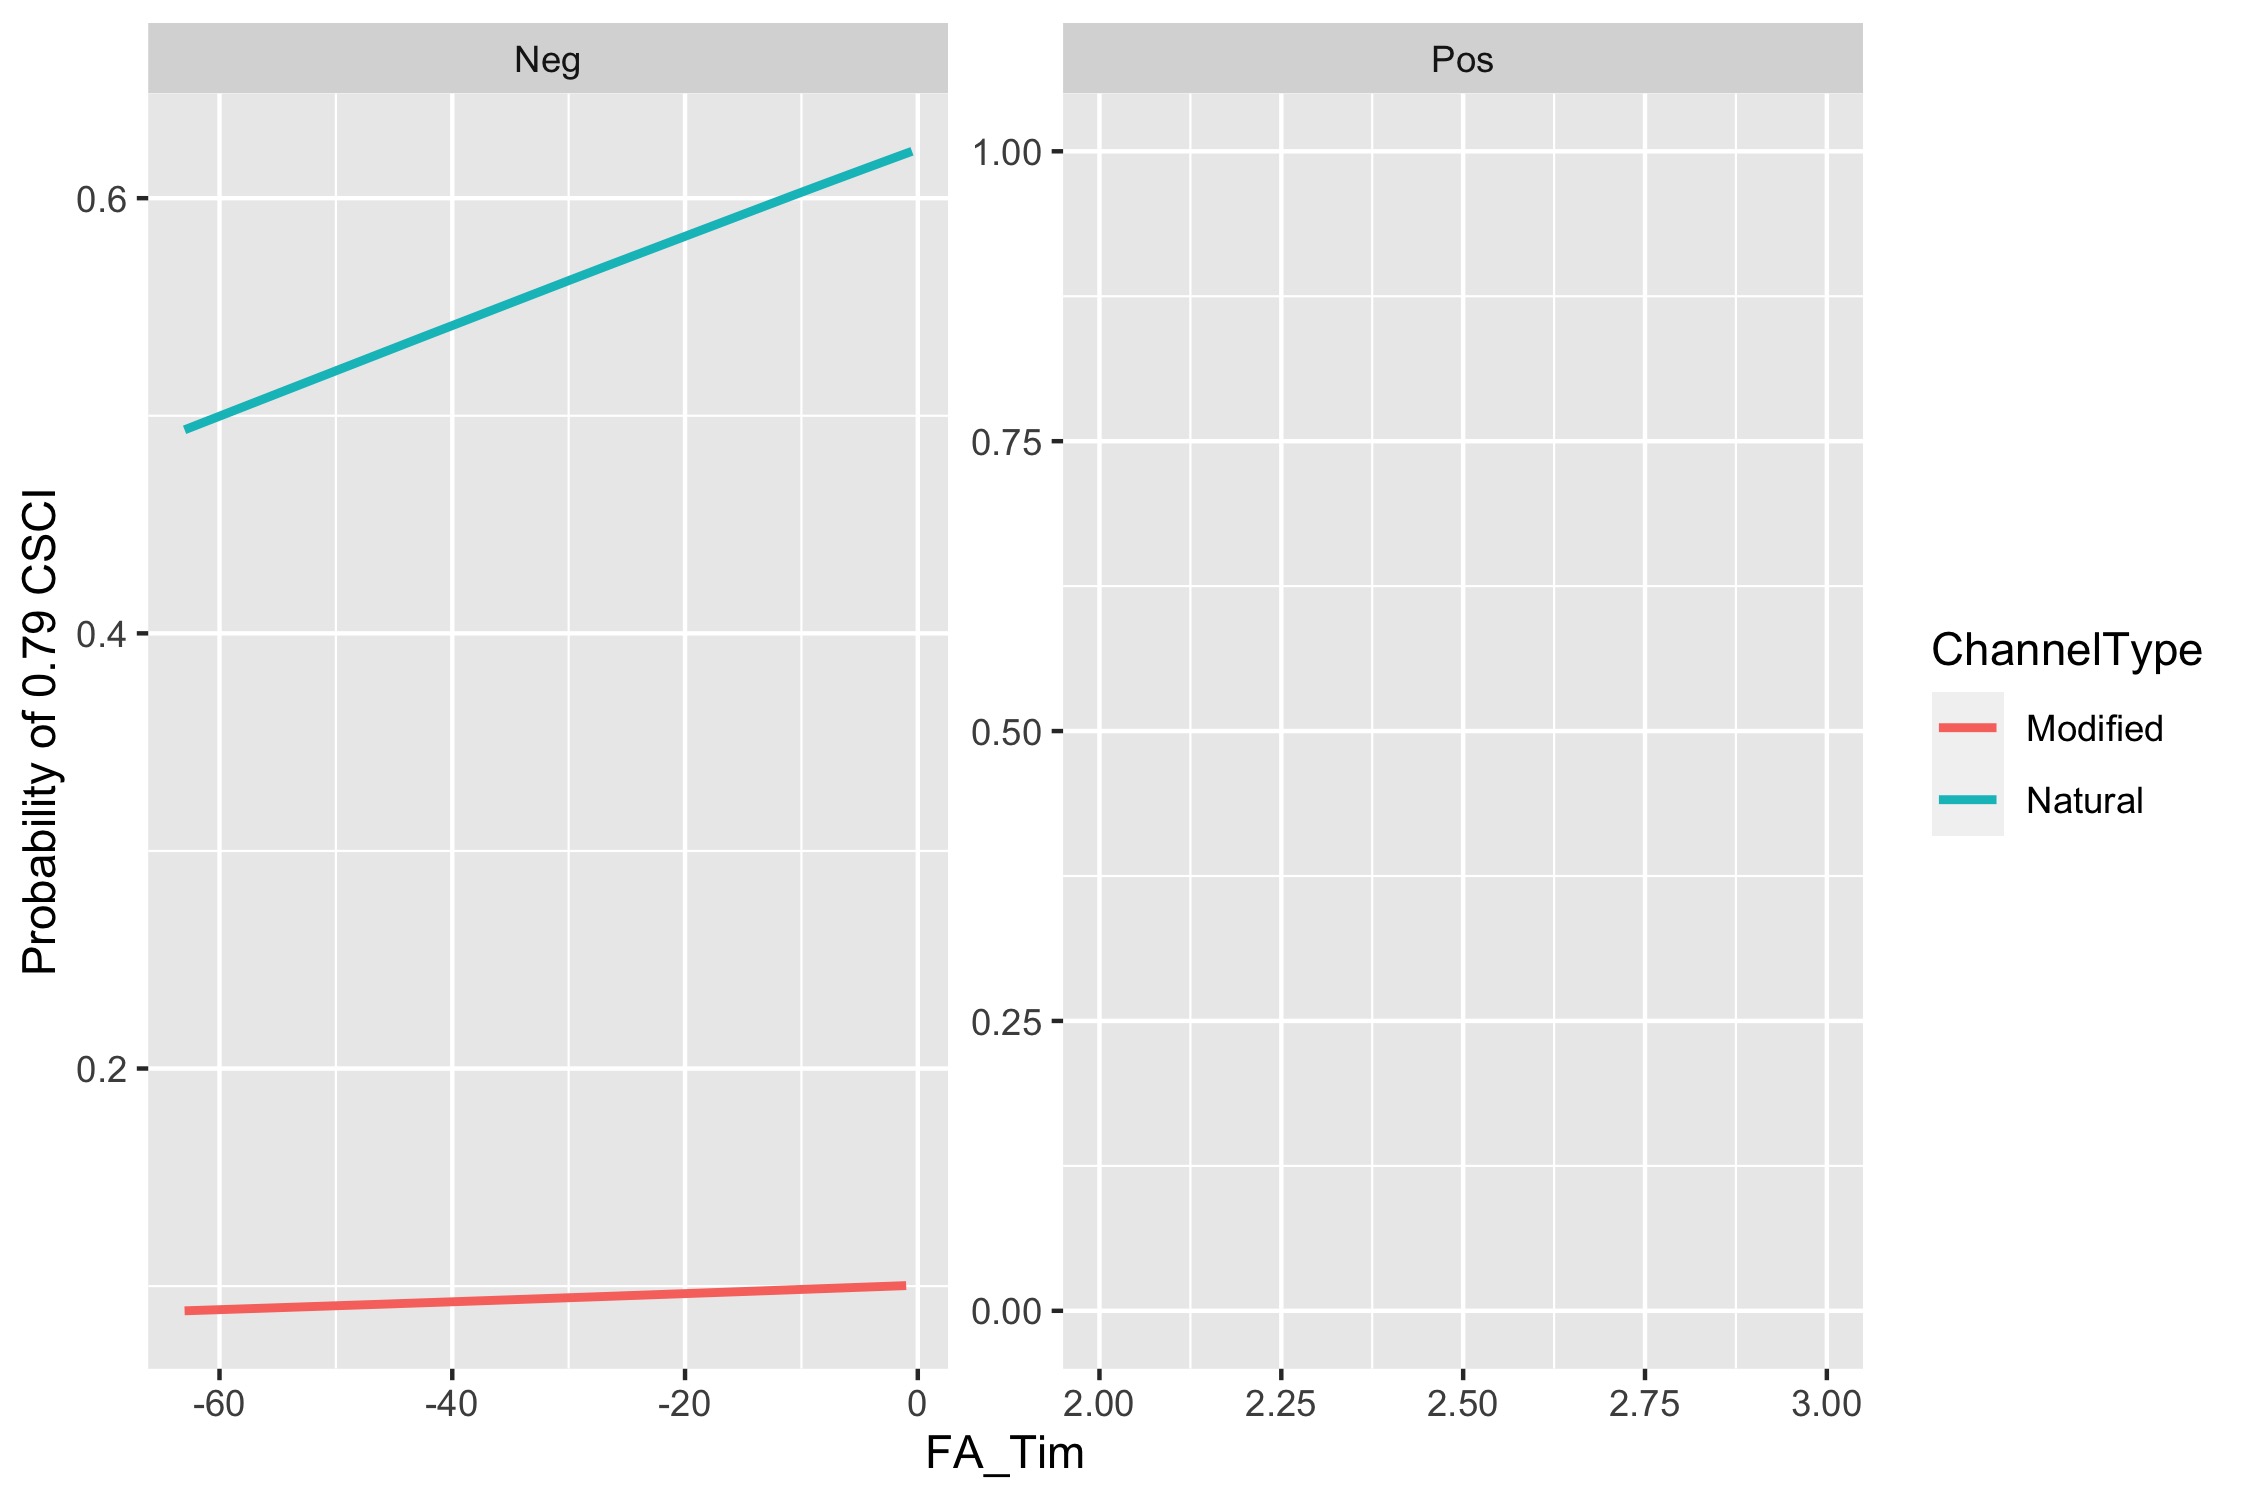 Neg
Pos
Probability of 0.79 CSCI
0.6
0.4
0.2
1.00
0.75
0.50
0.25
0.00
-60 -40 -20 0
2.00 2.25 2.50 2.75 3.00
FA_Tim
ChannelType
Modified
Natural